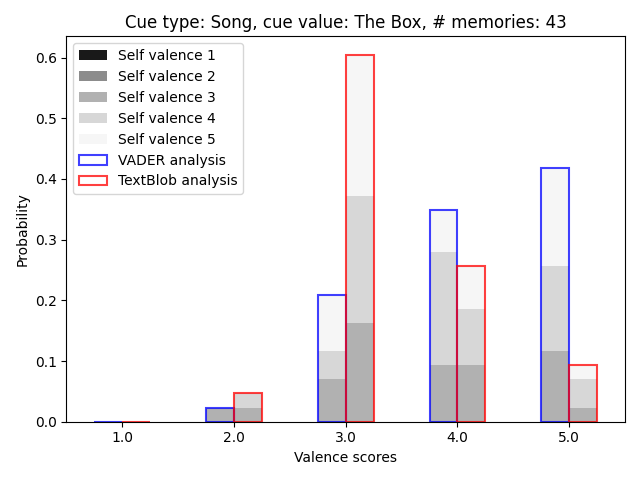 Cue type: Song, cue value: The Box, # memories: 43
Self valence 1
Self valence 2
Self valence 3
Self valence 4
Self valence 5
VADER analysis
TextBlob analysis
Probability
0.6
0.5
0.4
0.3
0.2
0.1
0.0
1.0 2.0 3.0 4.0 5.0
Valence scores